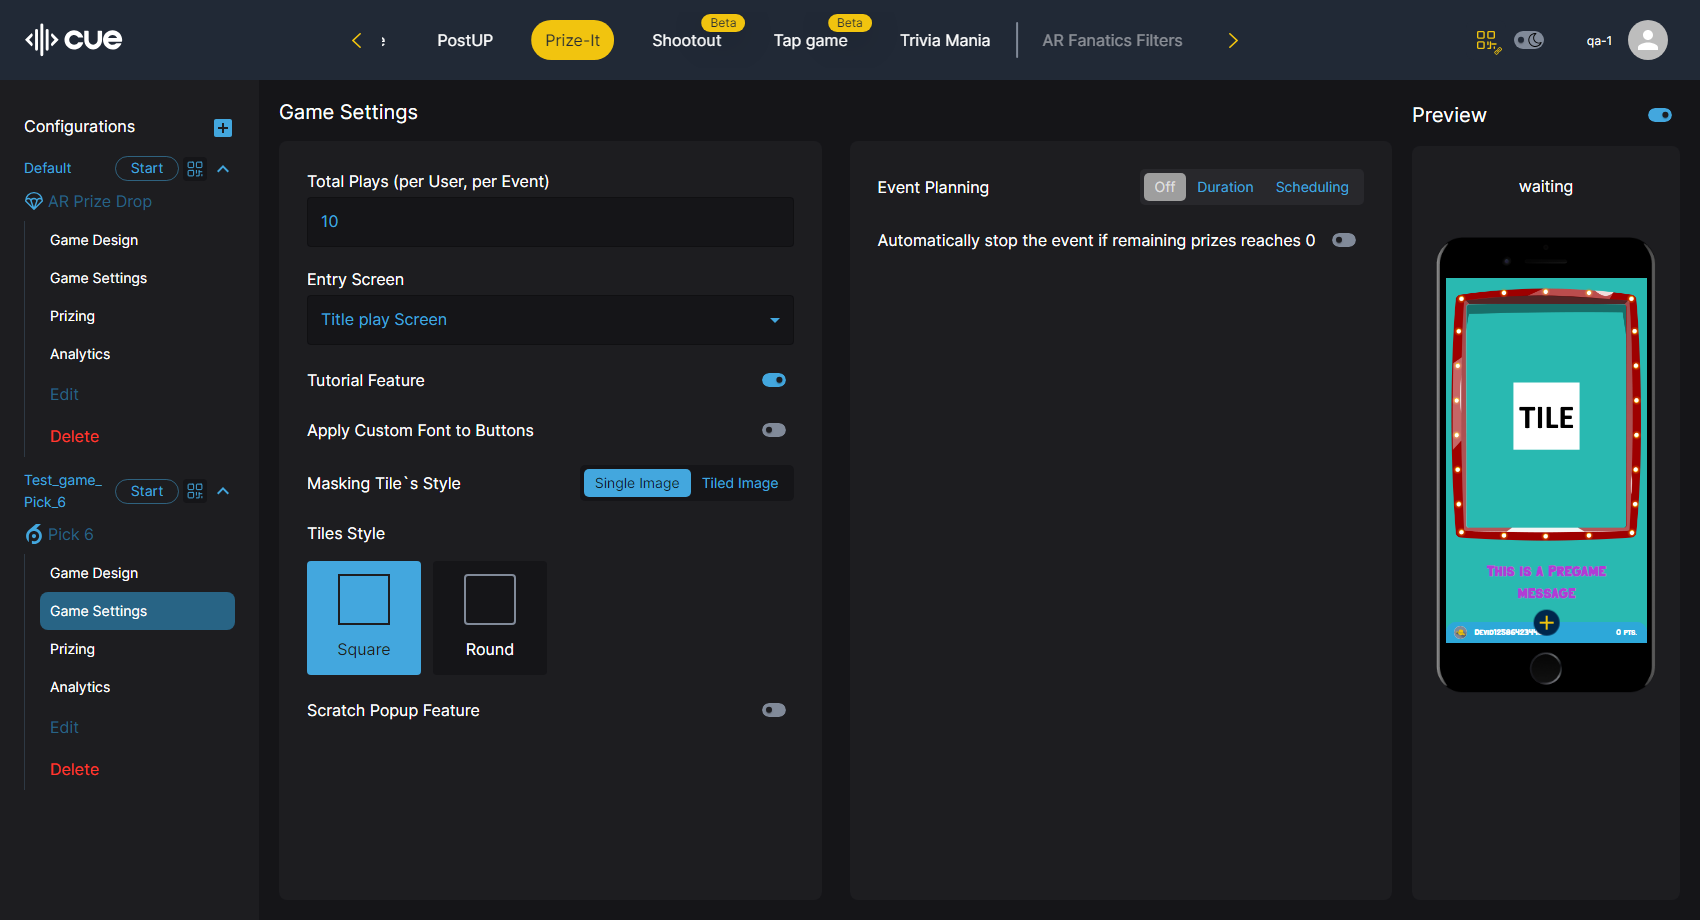 cue
PostUP
Prize-It
Shootout
Beta
Tap game
Beta
Trivia Mania
AR Fanatics Filters
qa-1
Configurations
Default
Start
AR Prize Drop
Game Design
Game Settings
Prizing
Analytics
Edit
Delete
Test_game_
Pick_6
Start
Pick 6
Game Design
Game Settings
Prizing
Analytics
Edit
Delete
Game Settings
Total Plays (per User, per Event)
10
Entry Screen
Title play Screen
Tutorial Feature
Apply Custom Font to Buttons
Masking Tile`s Style
Single Image
Tiled Image
Tiles Style
Square
Round
Scratch Popup Feature
Event Planning
Off
Duration
Scheduling
Automatically stop the event if remaining prizes reaches 0
Preview
waiting
TILE
This is a Pregame
message
0 pts.